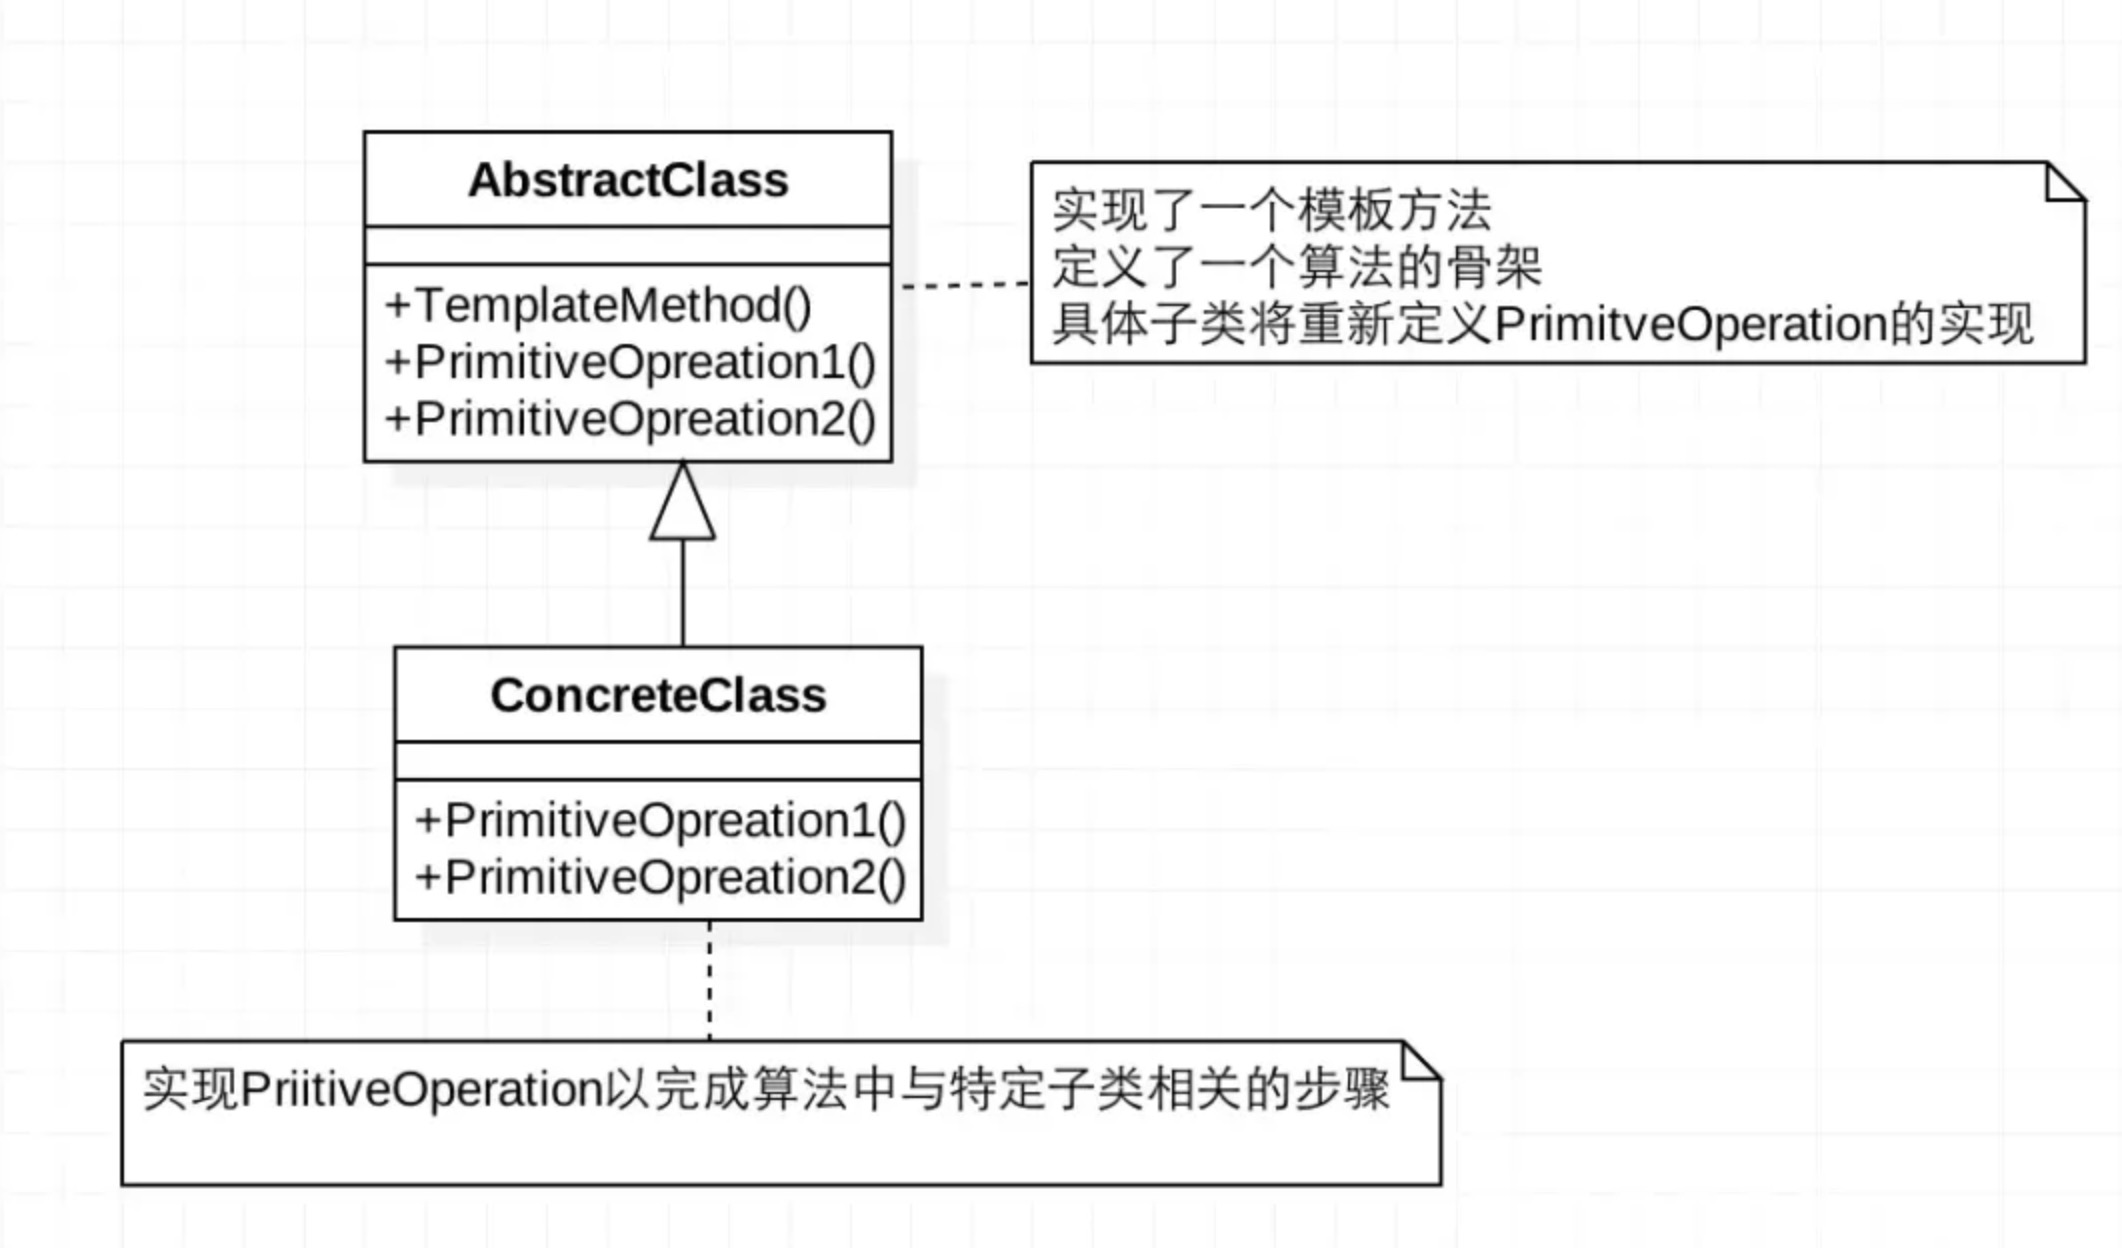 AbstractClass
+TemplateMethod()
+PrimitiveOpreation1()
+PrimitiveOpreation2()
实现了一个模板方法
定义了一个算法的骨架
具体子类将重新定义PrimitveOperation的实现
ConcreteClass
+PrimitiveOpreation1()
+PrimitiveOpreation2()
实现PriitiveOperation以完成算法中与特定子类相关的步骤